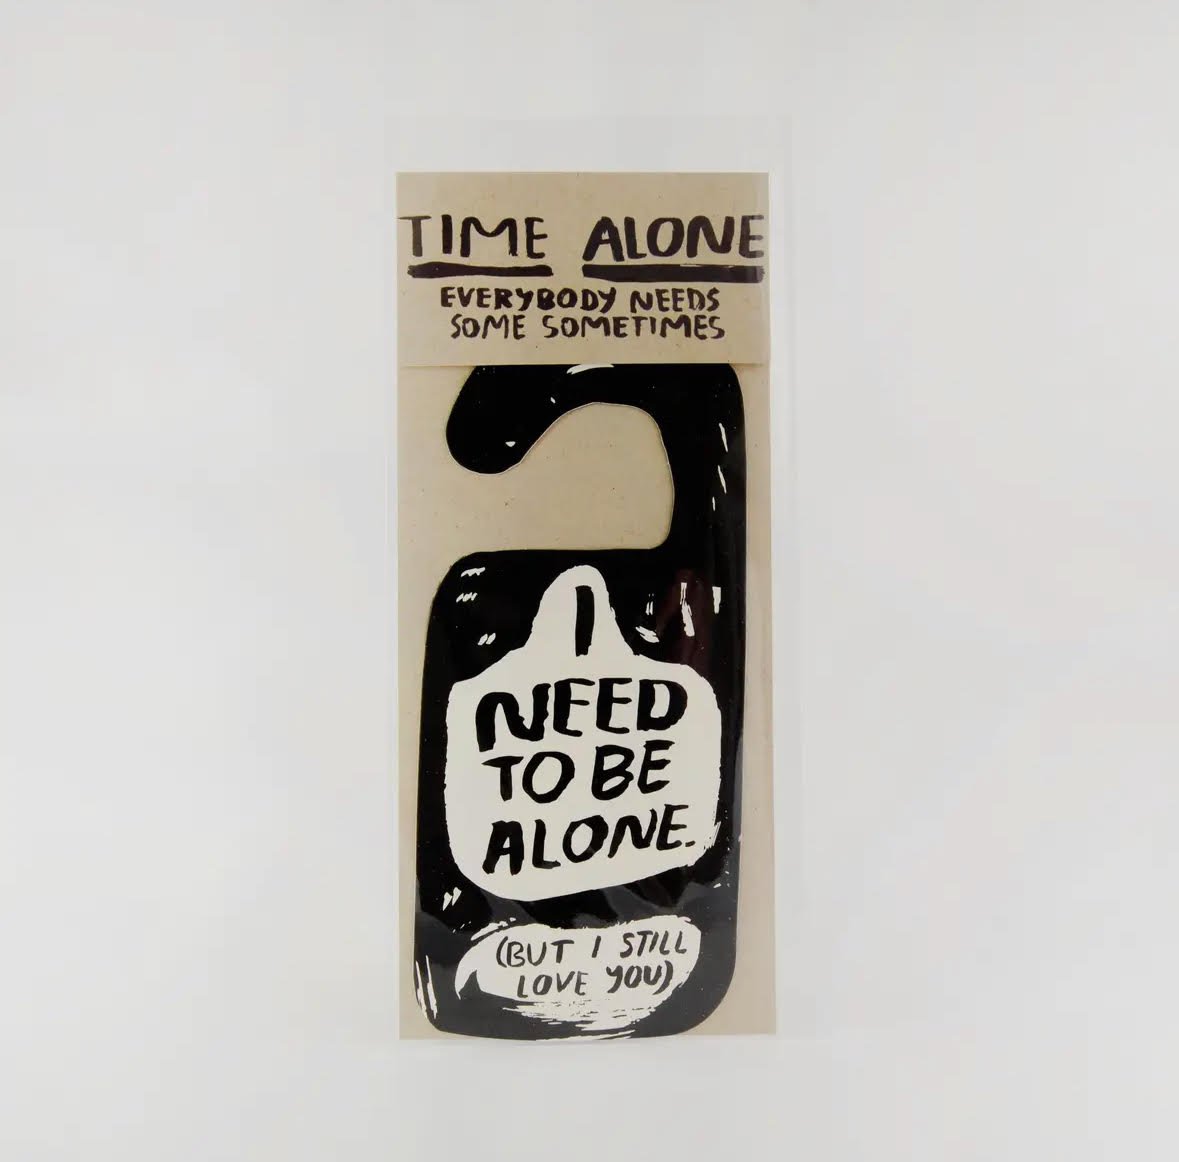 TIME ALONE
EVERYBODY NEEDS
SOME SOMETIMES
I
NEED
TO BE
ALONE.
(BUT I STILL
LOVE YOU)